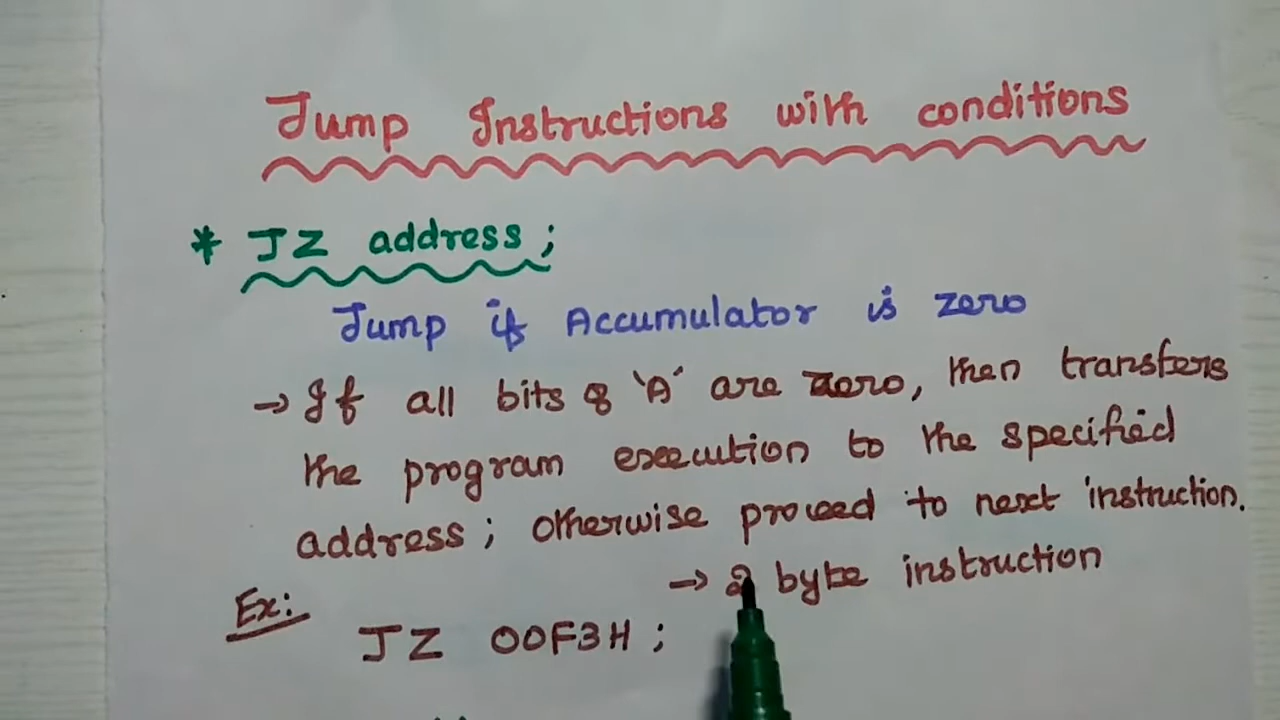 Jump Instructions with conditions
* JZ address ;
Jump if Accumulator is zero
→ If all bits of 'A' are zero, then transfers
the program execution to the specified
address ; otherwise proceed to next instruction.
→ 2 byte instruction
Ex:
JZ 00F3H ;